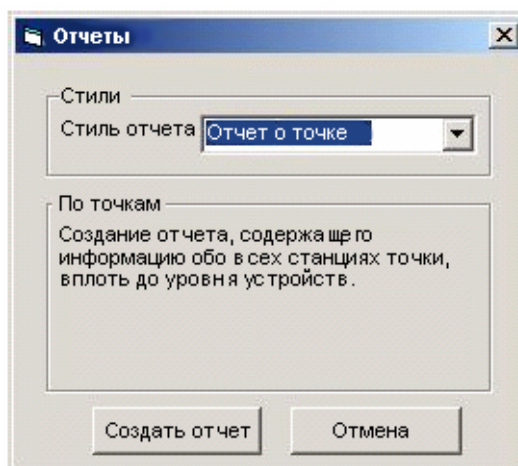 Отчеты
Стили
Стиль отчета Отчет о точке
По точкам
Создание отчета, содержащего
информацию обо всех станциях точки,
вплоть до уровня устройств.
Создать отчет Отмена